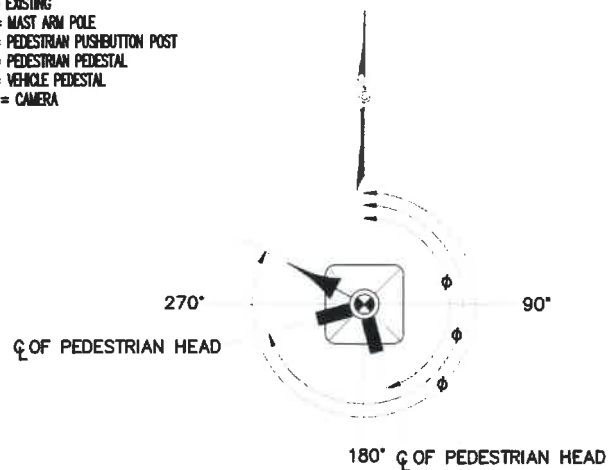 EXISTING
= MAST ARM POLE
= PEDESTRIAN PUSHBUTTON POST
= PEDESTRIAN PEDESTAL
= VEHICLE PEDESTAL
= CAMERA
ϕ
270°
90°
℄ OF PEDESTRIAN HEAD
ϕ
ϕ
180° ℄ OF PEDESTRIAN HEAD